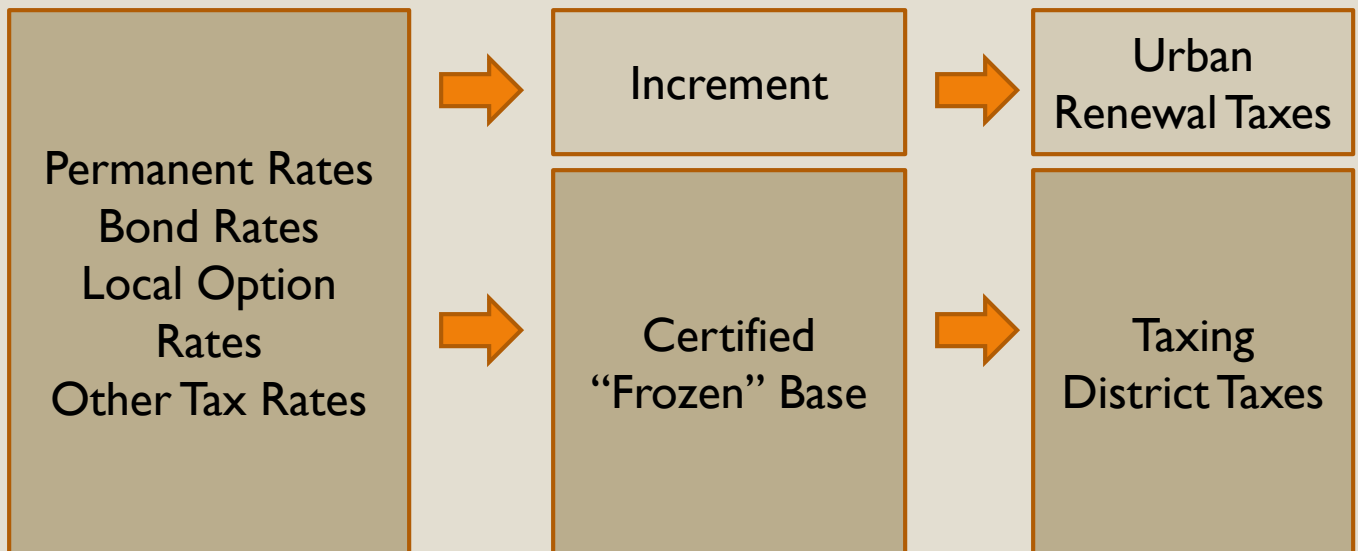 Permanent Rates
Bond Rates
Local Option
Rates
Other Tax Rates
Increment
Urban
Renewal Taxes
Certified
“Frozen” Base
Taxing
District Taxes